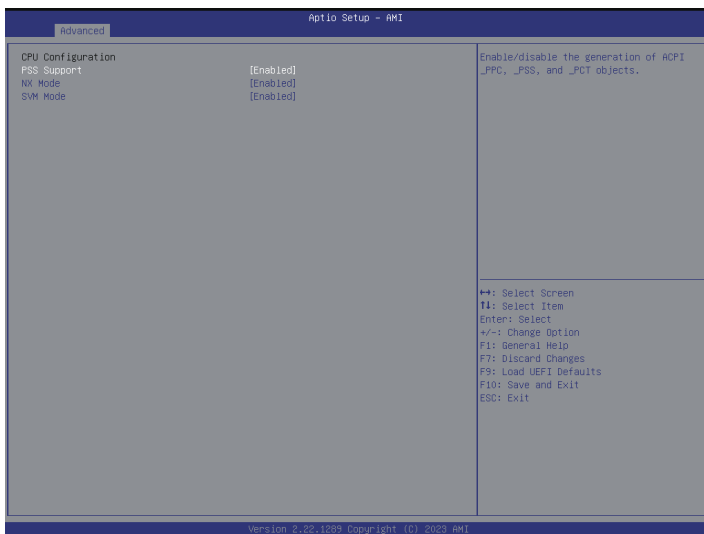 Aptio Setup – AMI
Advanced
CPU Configuration
PSS Support [Enabled]
NX Mode [Enabled]
SVM Mode [Enabled]
Enable/disable the generation of ACPI
_PPC, _PSS, and _PCT objects.
↔: Select Screen
↑↓: Select Item
Enter: Select
+/-: Change Option
F1: General Help
F7: Discard Changes
F9: Load UEFI Defaults
F10: Save and Exit
ESC: Exit
Version 2.22.1289 Copyright (C) 2023 AMI